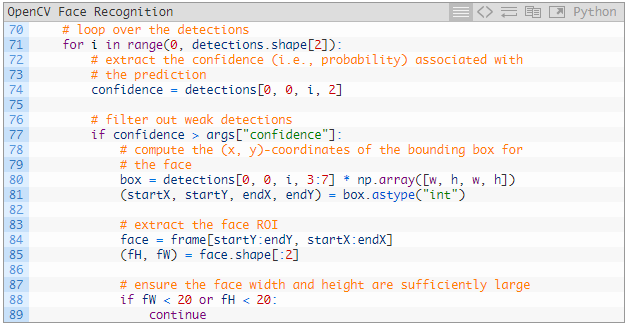 OpenCV Face Recognition Python
70 # loop over the detections
71 for i in range(0, detections.shape[2]):
72 # extract the confidence (i.e., probability) associated with
73 # the prediction
74 confidence = detections[0, 0, i, 2]
75
76 # filter out weak detections
77 if confidence > args["confidence"]:
78 # compute the (x, y)-coordinates of the bounding box for
79 # the face
80 box = detections[0, 0, i, 3:7] * np.array([w, h, w, h])
81 (startX, startY, endX, endY) = box.astype("int")
82
83 # extract the face ROI
84 face = frame[startY:endY, startX:endX]
85 (fH, fW) = face.shape[:2]
86
87 # ensure the face width and height are sufficiently large
88 if fW < 20 or fH < 20:
89 continue